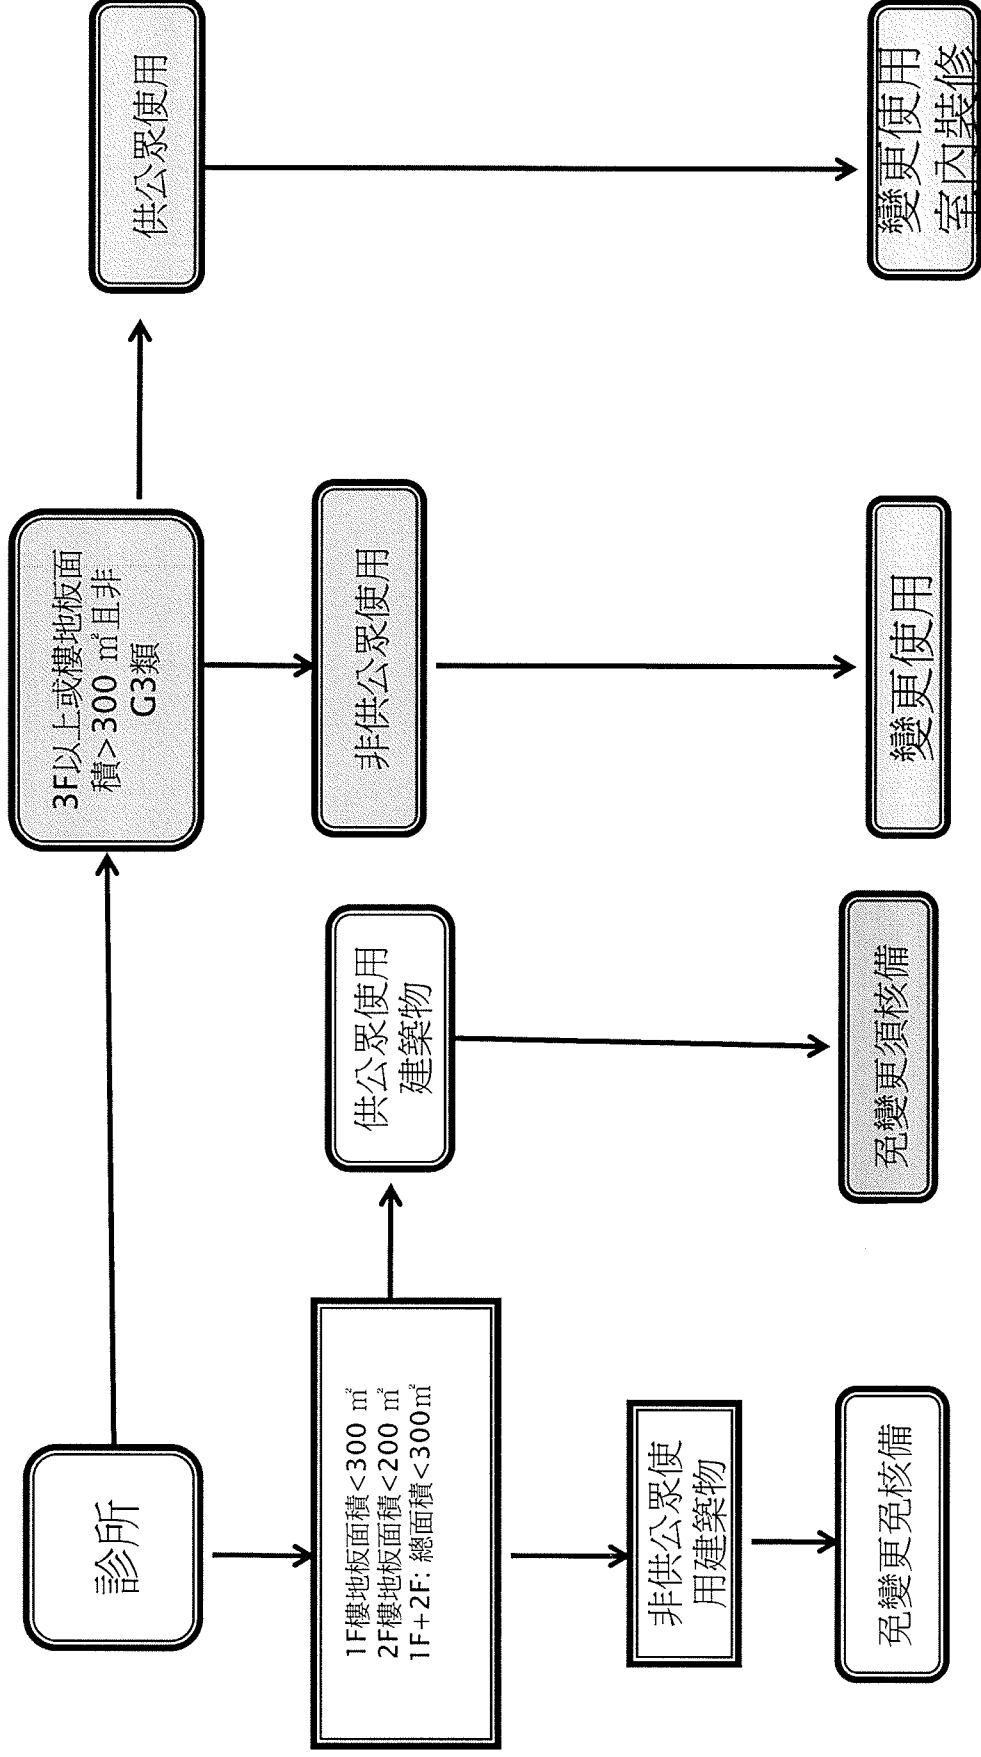 診所
3F以上或樓地板面
積>300 ㎡且非
G3類
供公眾使用
1F樓地板面積<300 ㎡
2F樓地板面積<200 ㎡
1F+2F: 總面積<300㎡
供公眾使用
建築物
非供公眾使用
非供公眾使
用建築物
免變更免核備
免變更須核備
變更使用
變更使用
室內裝修